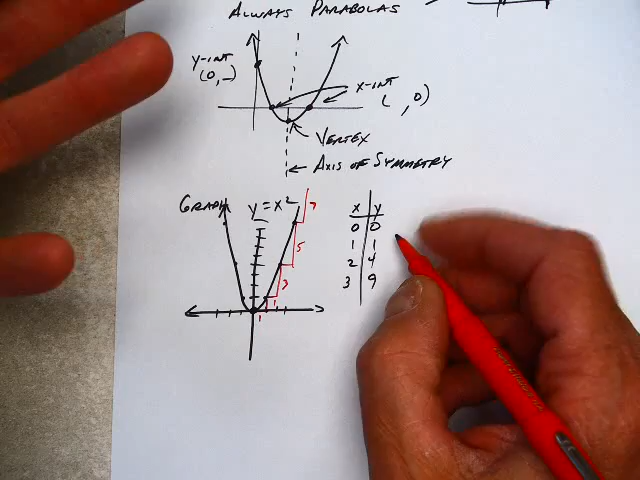 ALWAYS PARABOLAS
Y-INT
(0, _)
X-INT
( , 0)
VERTEX
AXIS OF SYMMETRY
GRAPH y = x²
7
5
3
1
1
x y
0 0
1 1
2 4
3 9